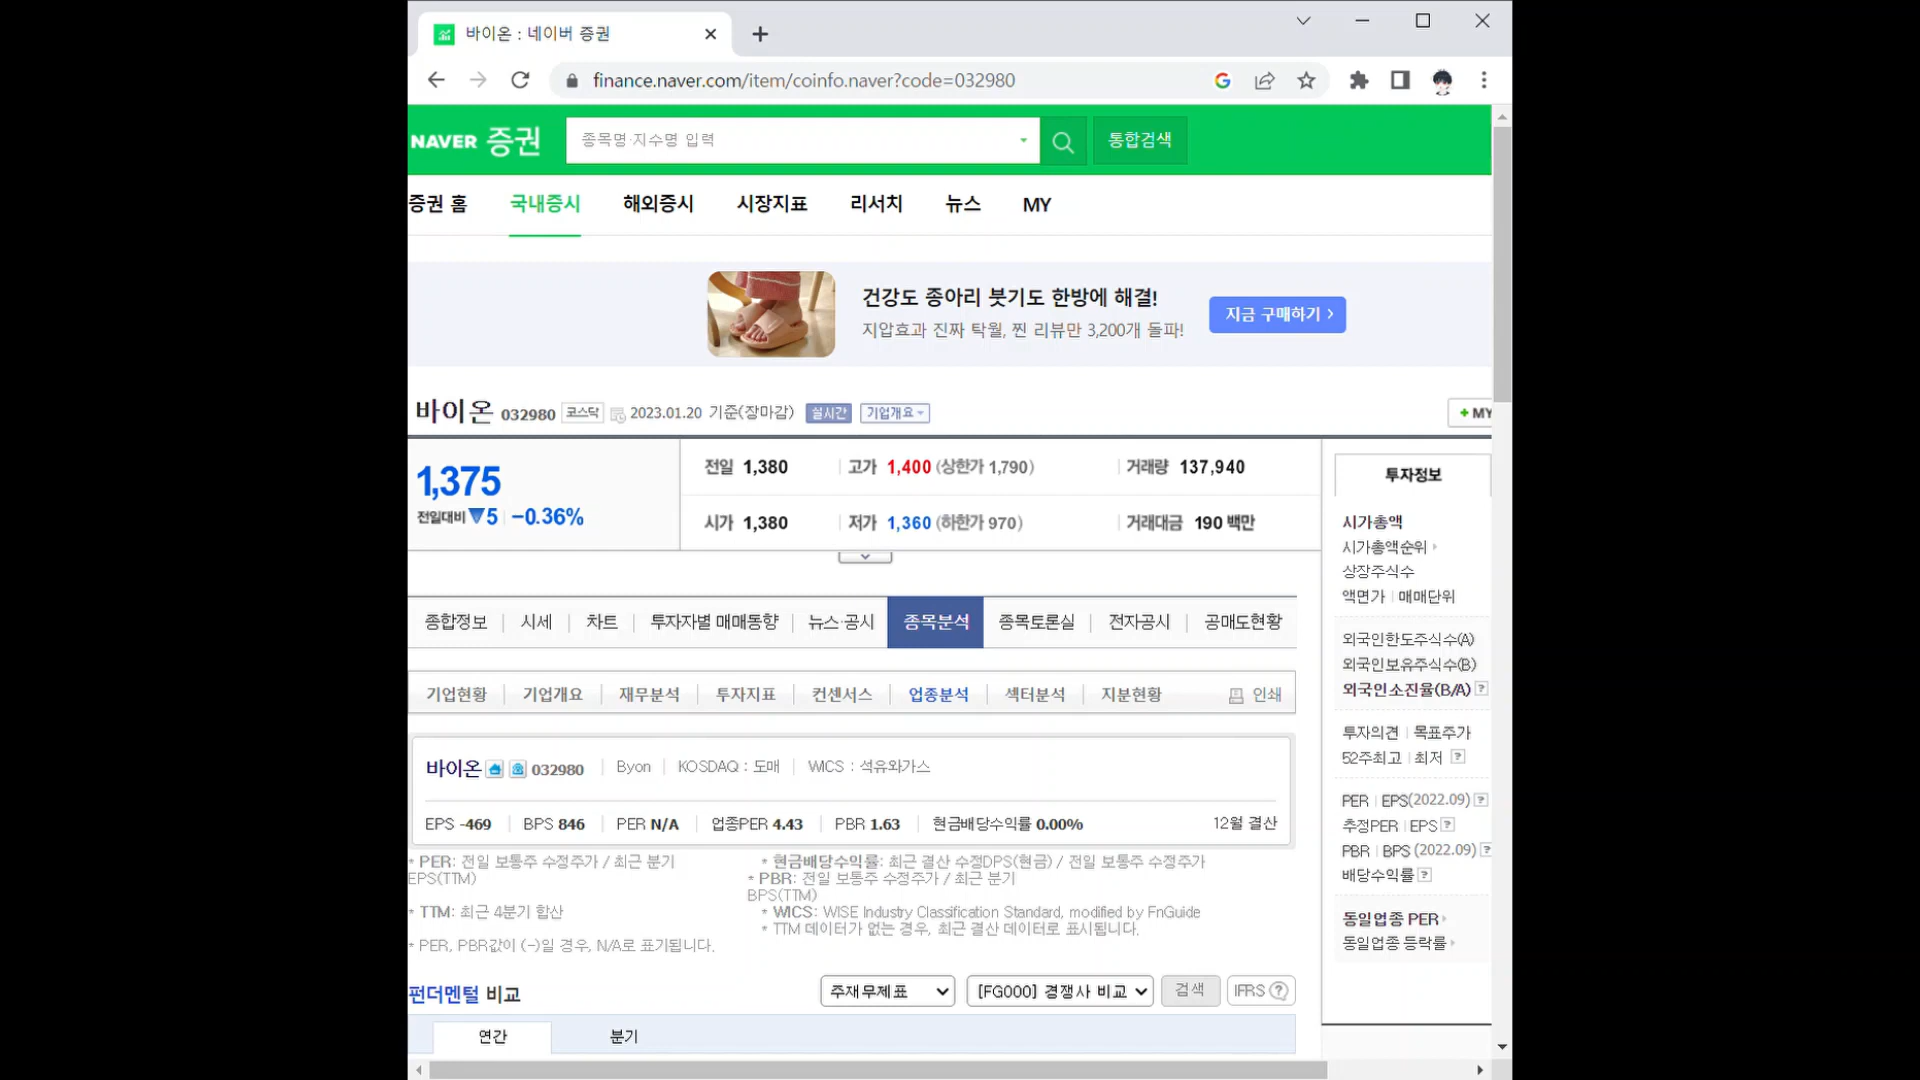 바이온 : 네이버 증권
finance.naver.com/item/coinfo.naver?code=032980
NAVER 증권
종목명·지수명 입력
통합검색
증권 홈 국내증시 해외증시 시장지표 리서치 뉴스 MY
건강도 종아리 붓기도 한방에 해결!
지압효과 진짜 탁월, 찐 리뷰만 3,200개 돌파!
지금 구매하기 >
바이온 032980 코스닥 2023.01.20 기준(장마감) 실시간 기업개요
+ MY
1,375
전일대비 ▼5 -0.36%
전일 1,380 고가 1,400 (상한가 1,790) 거래량 137,940
시가 1,380 저가 1,360 (하한가 970) 거래대금 190 백만
투자정보
시가총액
시가총액순위
상장주식수
액면가 | 매매단위
외국인한도주식수(A)
외국인보유주식수(B)
외국인소진율(B/A) ?
투자의견 | 목표주가
52주최고 | 최저 ?
PER | EPS(2022.09) ?
추정PER | EPS ?
PBR | BPS (2022.09) ?
배당수익률 ?
동일업종 PER
동일업종 등락률
종합정보 시세 차트 투자자별 매매동향 뉴스·공시 종목분석 종목토론실 전자공시 공매도현황
기업현황 기업개요 재무분석 투자지표 컨센서스 업종분석 섹터분석 지분현황 인쇄
바이온 032980 Byon KOSDAQ : 도매 WICS : 석유와가스
EPS -469 BPS 846 PER N/A 업종PER 4.43 PBR 1.63 현금배당수익률 0.00% 12월 결산
* PER: 전일 보통주 수정주가 / 최근 분기
EPS(TTM)
* TTM: 최근 4분기 합산
* PER, PBR값이 (-)일 경우, N/A로 표기됩니다.
* 현금배당수익률: 최근 결산 수정DPS(현금) / 전일 보통주 수정주가
* PBR: 전일 보통주 수정주가 / 최근 분기
BPS(TTM)
* WICS: WISE Industry Classification Standard, modified by FnGuide
* TTM 데이터가 없는 경우, 최근 결산 데이터로 표시됩니다.
펀더멘털 비교
주재무제표 [FG000] 경쟁사 비교 검색 IFRS ?
연간 분기